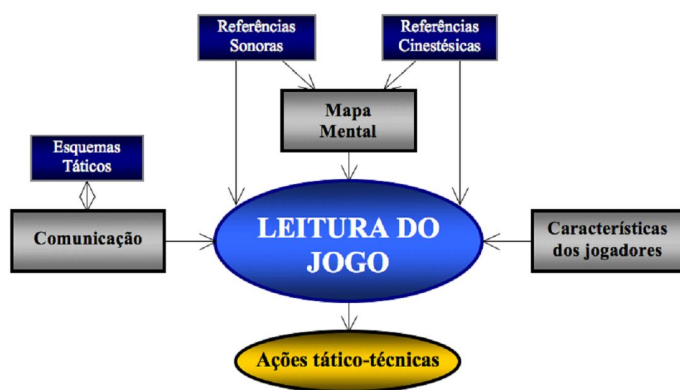 Referências
Sonoras
Referências
Cinestésicas
Mapa
Mental
Esquemas
Táticos
Comunicação
LEITURA DO
JOGO
Características
dos jogadores
Ações tático-técnicas